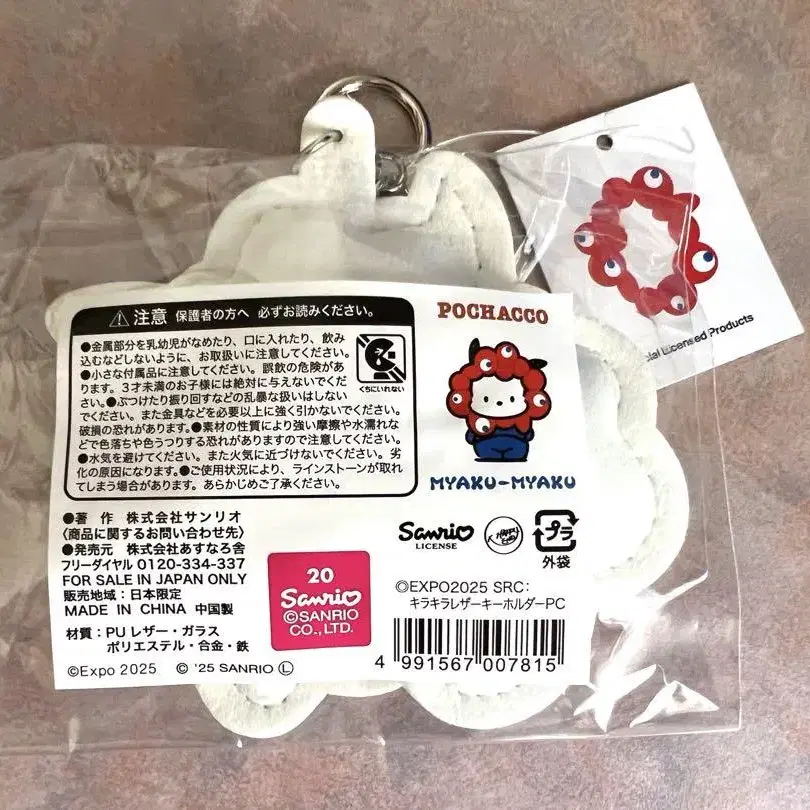 ⚠注意 保護者の方へ 必ずお読みください。
●金属部分を乳幼児がなめたり、口に入れたり、飲み
込むなどしないように、お取扱いに注意してください。
●小さな付属品に注意してください。誤飲の危険があ
ります。3才未満のお子様には絶対に与えないでくだ
さい。●ぶつけたり振り回すなどの乱暴な扱いはしない
でください。また金具などを必要以上に強く引かないでください。
破損の恐れがあります。●素材の性質により強い摩擦や水濡れな
どで色落ちや色うつりする恐れがありますので注意してください。
●水気を避けてください。また火気に近づけないでください。劣
化の原因になります。●ご使用状況により、ラインストーンが取れ
てしまう場合があります。あらかじめご了承ください。
くちにいれない
POCHACCO
MYAKU-MYAKU
●著 作 株式会社サンリオ
〈商品に関するお問い合わせ先〉
●発売元 株式会社あすなろ舎
フリーダイヤル 0120-334-337
FOR SALE IN JAPAN ONLY
販売地域：日本限定
MADE IN CHINA 中国製
材質：PU レザー・ガラス
ポリエステル・合金・鉄
©Expo 2025 © '25 SANRIO Ⓛ
20
Sanrio
©SANRIO
CO., LTD.
Sanrio
LICENSE
プラ
外袋
©EXPO2025 SRC：
キラキラレザーキーホルダーPC
4 991567 007815
cial Licensed Products